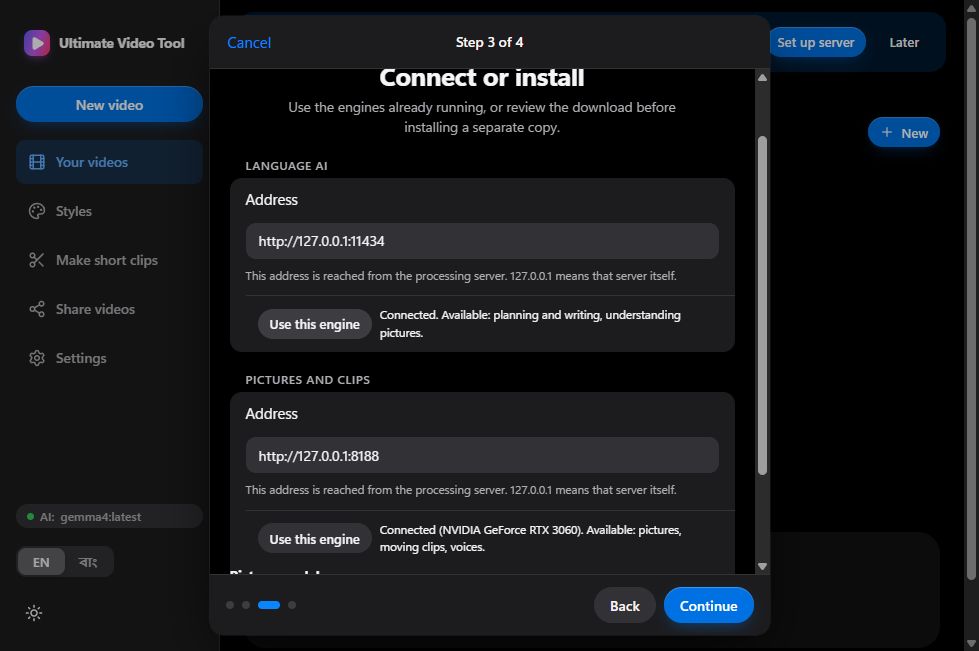 Ultimate Video Tool
New video
Your videos
Styles
Make short clips
Share videos
Settings
AI: gemma4:latest
EN
বাং
Cancel
Step 3 of 4
Set up server
Later
New
Connect or install
Use the engines already running, or review the download before
installing a separate copy.
LANGUAGE AI
Address
http://127.0.0.1:11434
This address is reached from the processing server. 127.0.0.1 means that server itself.
Use this engine
Connected. Available: planning and writing, understanding
pictures.
PICTURES AND CLIPS
Address
http://127.0.0.1:8188
This address is reached from the processing server. 127.0.0.1 means that server itself.
Use this engine
Connected (NVIDIA GeForce RTX 3060). Available: pictures,
moving clips, voices.
Back
Continue